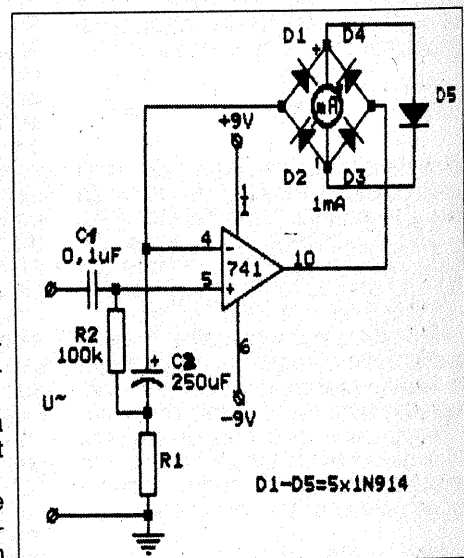 D1 D4
+
mA
D5
+9V
D2 D3
1mA
11
4 -
741
10
5 +
C1
0,1uF
R2
100k
6
+ C2
250uF
-9V
U~
R1
D1-D5=5x1N914